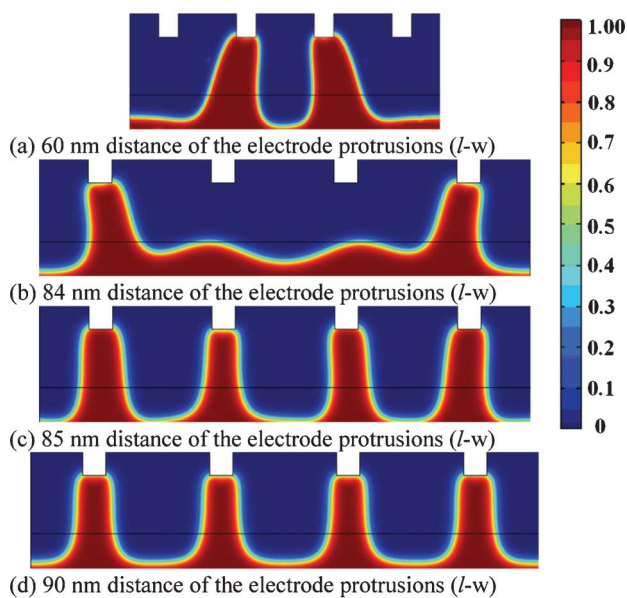 (a) 60 nm distance of the electrode protrusions (l-w)
(b) 84 nm distance of the electrode protrusions (l-w)
(c) 85 nm distance of the electrode protrusions (l-w)
(d) 90 nm distance of the electrode protrusions (l-w)
1.00
0.9
0.8
0.7
0.6
0.5
0.4
0.3
0.2
0.1
0